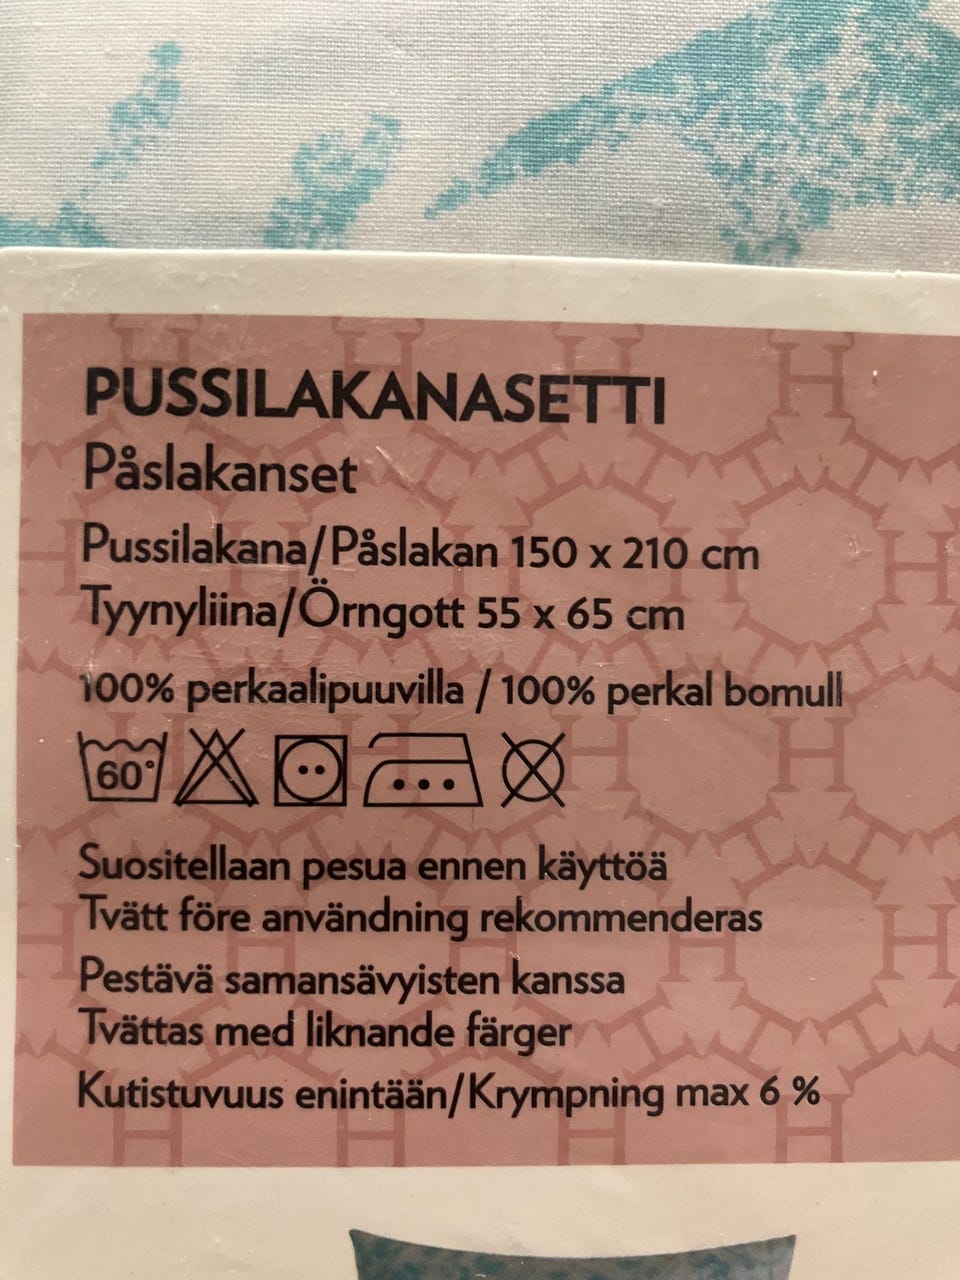 PUSSILAKANASETTI
Påslakanset
Pussilakana/Påslakan 150 x 210 cm
Tyynyliina/Örngott 55 x 65 cm
100% perkaalipuuvilla / 100% perkal bomull
60°
Suositellaan pesua ennen käyttöä
Tvätt före användning rekommenderas
Pestävä samansävyisten kanssa
Tvättas med liknande färger
Kutistuvuus enintään/Krympning max 6 %